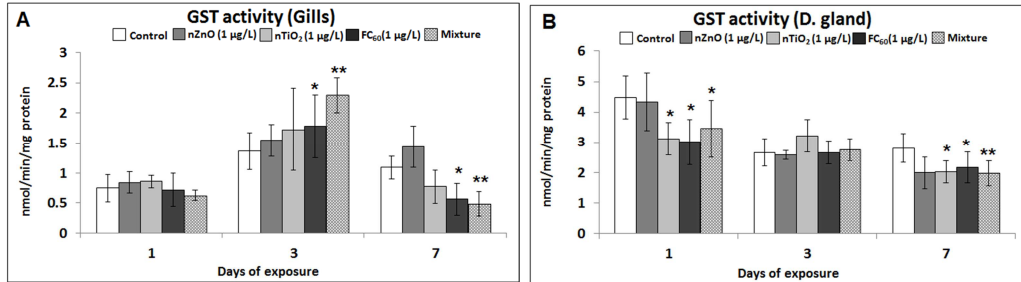 A
GST activity (Gills)
Control nZnO (1 µg/L) nTiO₂ (1 µg/L) FC₆₀(1 µg/L) Mixture
3
2.5
2
1.5
1
0.5
0
nmol/min/mg protein
* **
* **
1 3 7
Days of exposure
B
GST activity (D. gland)
Control nZnO (1 µg/L) nTiO₂ (1 µg/L) FC₆₀(1 µg/L) Mixture
6
5
4
3
2
1
0
nmol/min/mg protein
* * *
* * **
1 3 7
Days of exposure